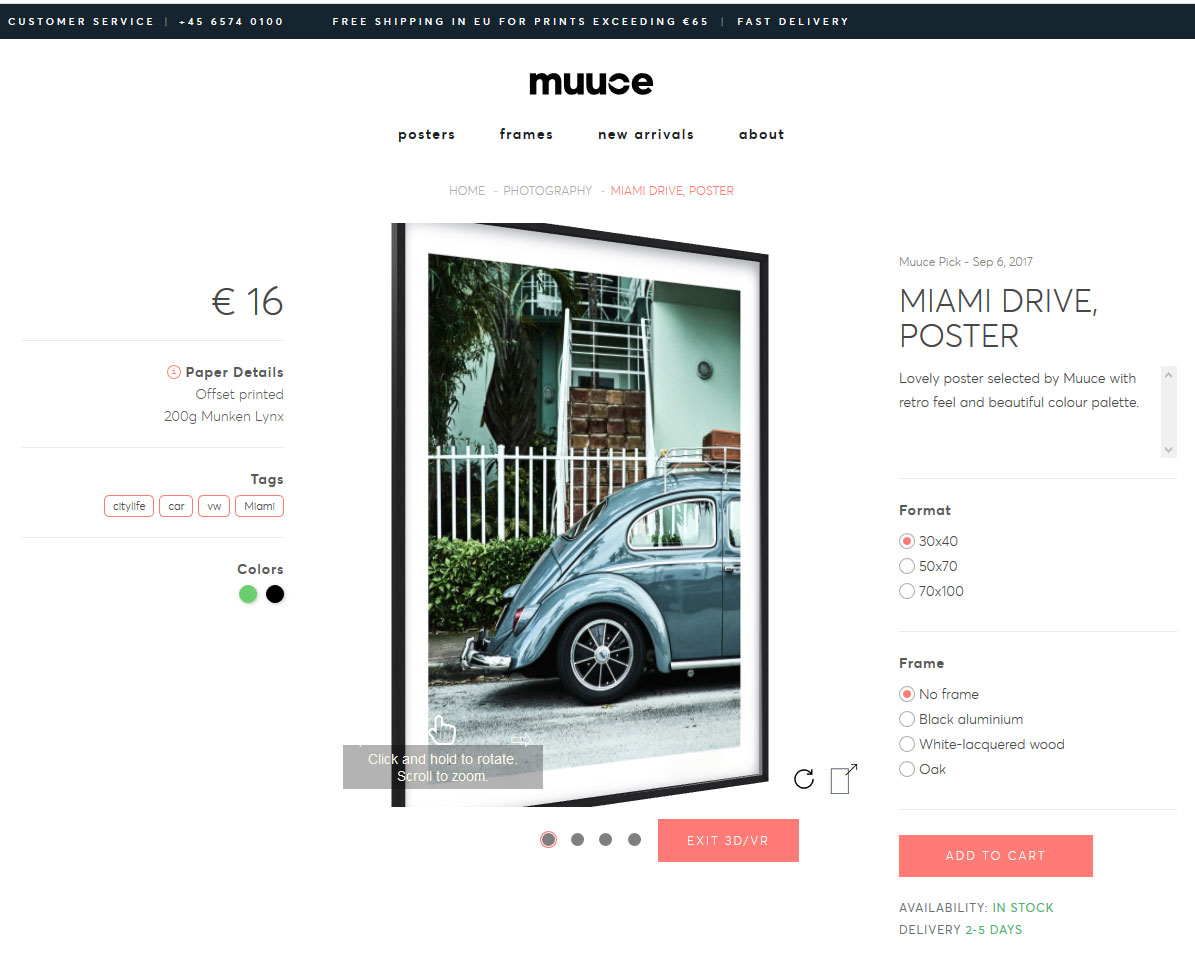 CUSTOMER SERVICE | +45 6574 0100 FREE SHIPPING IN EU FOR PRINTS EXCEEDING €65 | FAST DELIVERY
muuce
posters frames new arrivals about
HOME - PHOTOGRAPHY - MIAMI DRIVE, POSTER
€ 16
Paper Details
Offset printed
200g Munken Lynx
Tags
citylife car vw Miami
Colors
Click and hold to rotate.
Scroll to zoom.
EXIT 3D/VR
Muuce Pick - Sep 6, 2017
MIAMI DRIVE,
POSTER
Lovely poster selected by Muuce with
retro feel and beautiful colour palette.
Format
30x40
50x70
70x100
Frame
No frame
Black aluminium
White-lacquered wood
Oak
ADD TO CART
AVAILABILITY: IN STOCK
DELIVERY 2-5 DAYS